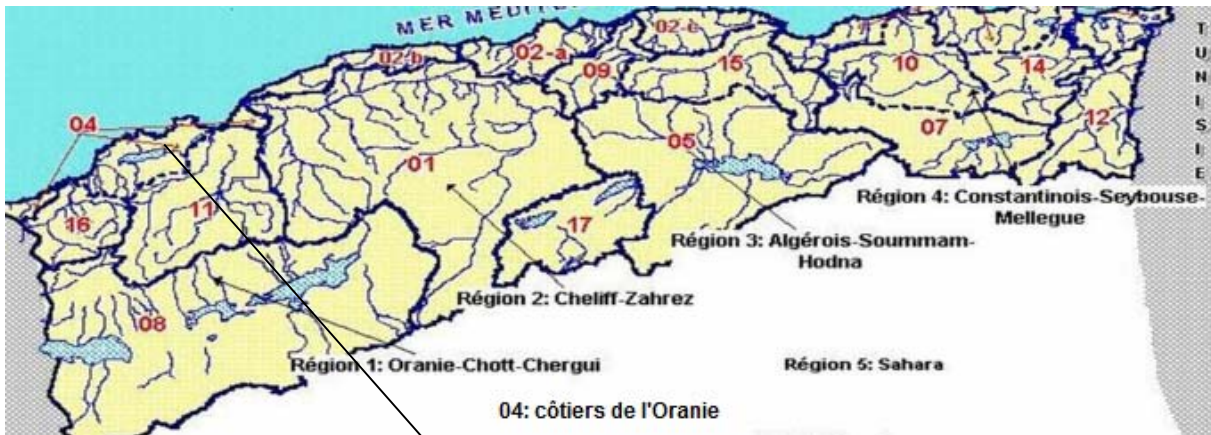 MER MÉDITE
02-c
02-b
02-a
09
15
10
14
04
07
12
05
01
16
11
17
08
T
U
N
I
S
I
E
Région 4: Constantinois-Seybouse-
Mellegue
Région 3: Algérois-Soummam-
Hodna
Région 2: Cheliff-Zahrez
Région 1: Oranie-Chott-Chergui
Région 5: Sahara
04: côtiers de l'Oranie